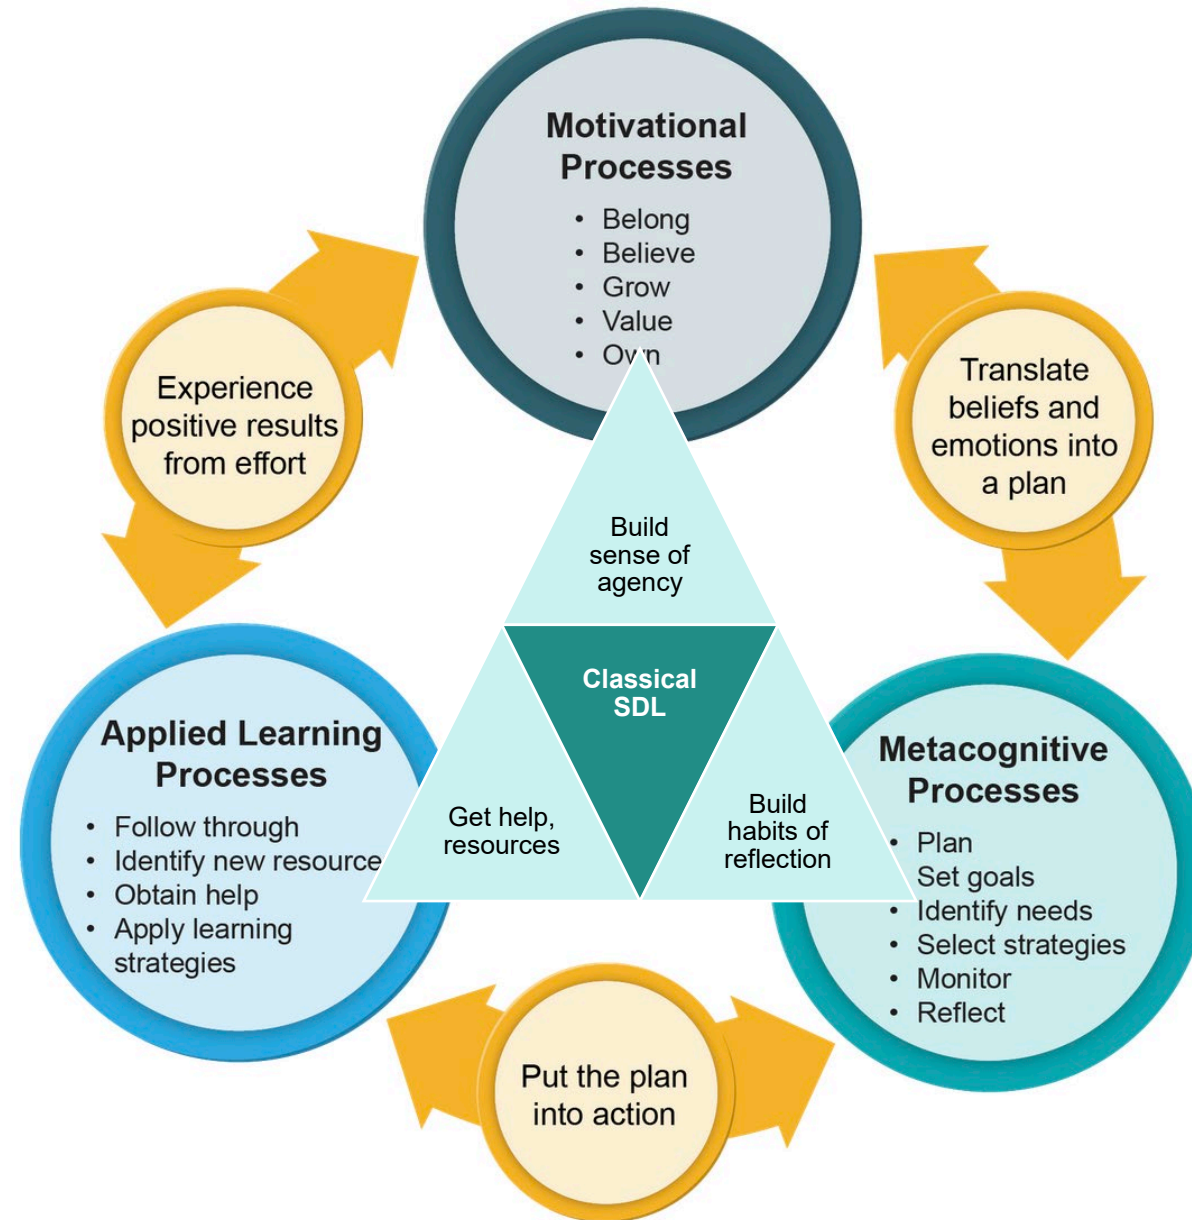 Motivational
Processes
• Belong
• Believe
• Grow
• Value
• Own
Experience
positive results
from effort
Translate
beliefs and
emotions into
a plan
Build
sense of
agency
Classical
SDL
Applied Learning
Processes
• Follow through
• Identify new resource
• Obtain help
• Apply learning
strategies
Get help,
resources
Build
habits of
reflection
Metacognitive
Processes
• Plan
Set goals
• Identify needs
• Select strategies
• Monitor
• Reflect
Put the plan
into action